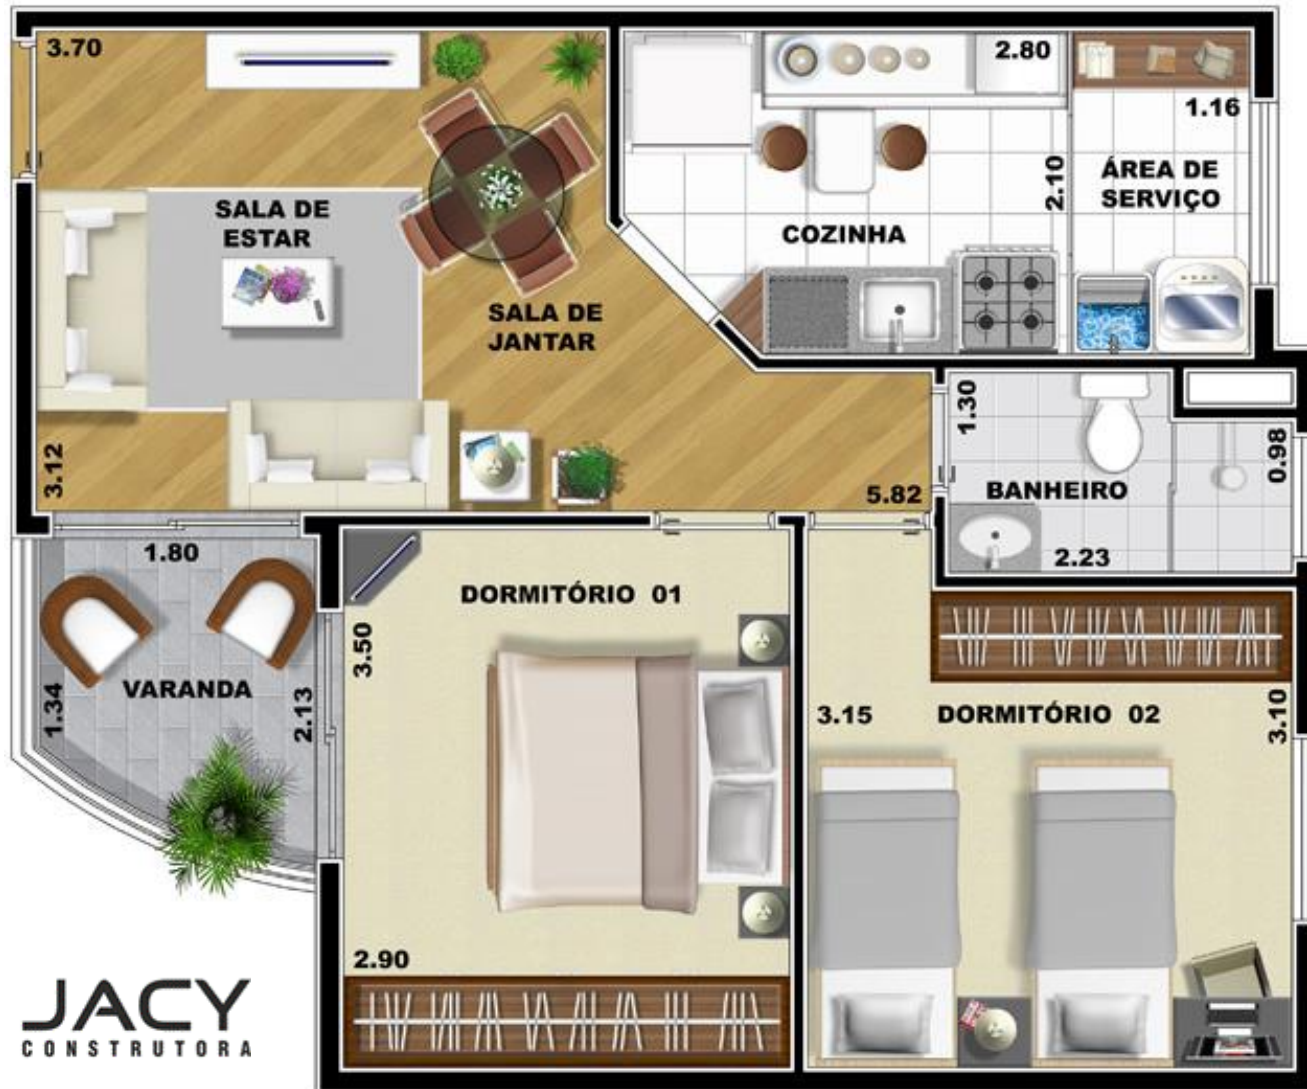 3.70
2.80
1.16
2.10
ÁREA DE
SERVIÇO
SALA DE
ESTAR
COZINHA
SALA DE
JANTAR
1.30
3.12
5.82
BANHEIRO
0.98
2.23
1.80
DORMITÓRIO 01
3.50
VARANDA
1.34
2.13
3.15
DORMITÓRIO 02
3.10
2.90
JACY
CONSTRUTORA